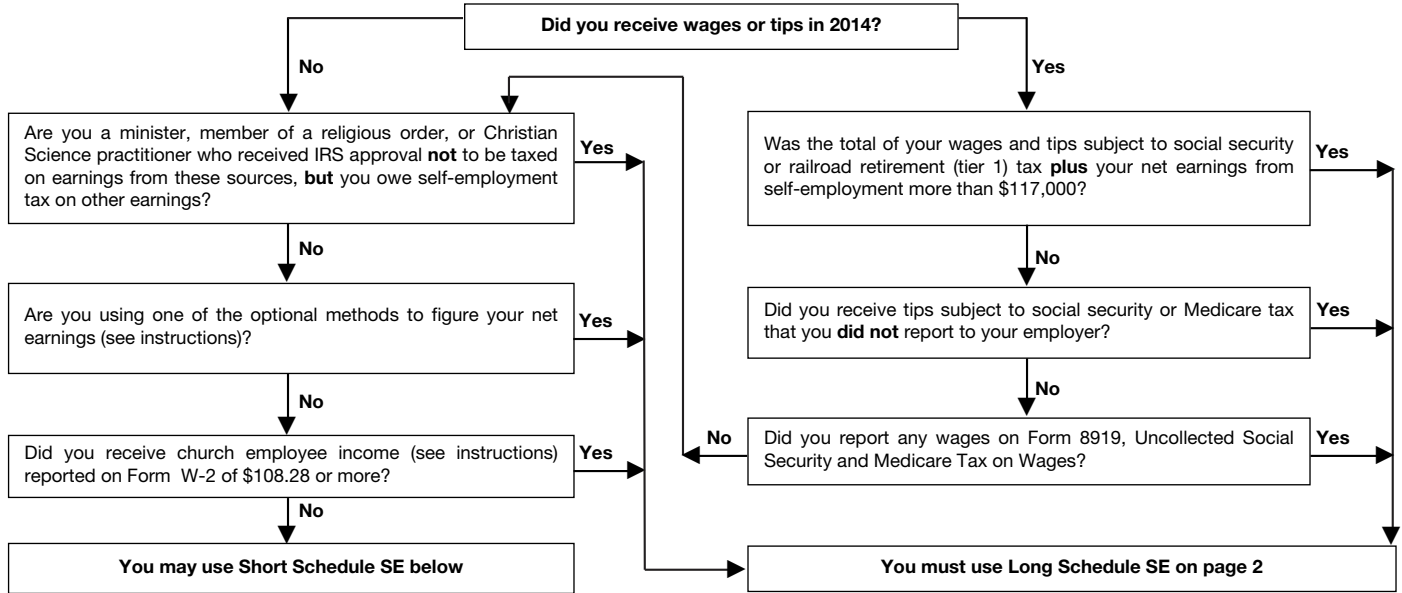 Did you receive wages or tips in 2014?
No
Yes
Are you a minister, member of a religious order, or Christian
Science practitioner who received IRS approval not to be taxed
on earnings from these sources, but you owe self-employment
tax on other earnings?
Yes
Was the total of your wages and tips subject to social security
or railroad retirement (tier 1) tax plus your net earnings from
self-employment more than $117,000?
Yes
No
No
Are you using one of the optional methods to figure your net
earnings (see instructions)?
Yes
Did you receive tips subject to social security or Medicare tax
that you did not report to your employer?
Yes
No
No
Did you receive church employee income (see instructions)
reported on Form W-2 of $108.28 or more?
Yes
No
Did you report any wages on Form 8919, Uncollected Social
Security and Medicare Tax on Wages?
Yes
No
You may use Short Schedule SE below
You must use Long Schedule SE on page 2